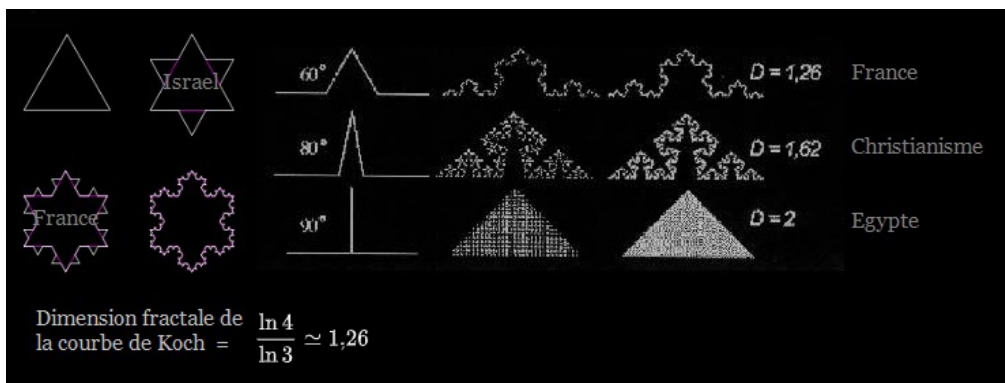 Israel
France
60°
D = 1,26
France
80°
D = 1,62
Christianisme
90°
D = 2
Egypte
Dimension fractale de
la courbe de Koch = ln 4 / ln 3 ≃ 1,26